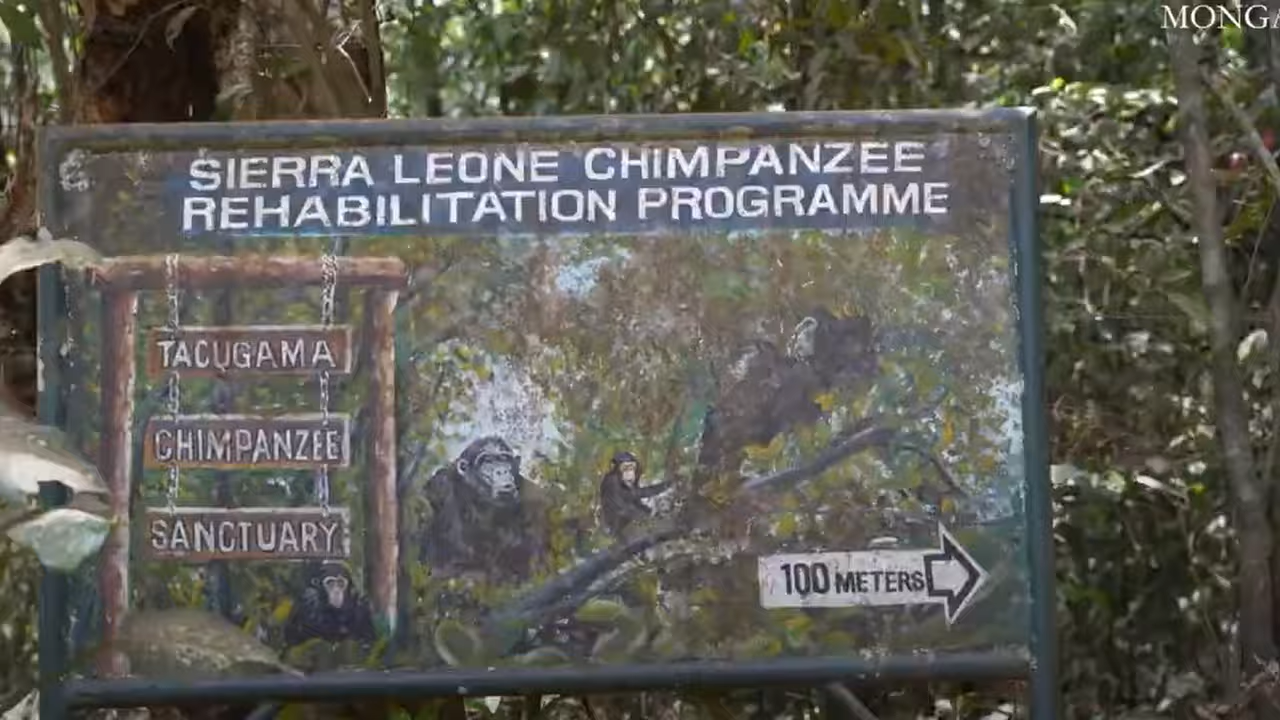 MONGA
SIERRA LEONE CHIMPANZEE
REHABILITATION PROGRAMME
TACUGAMA
CHIMPANZEE
SANCTUARY
100 METERS